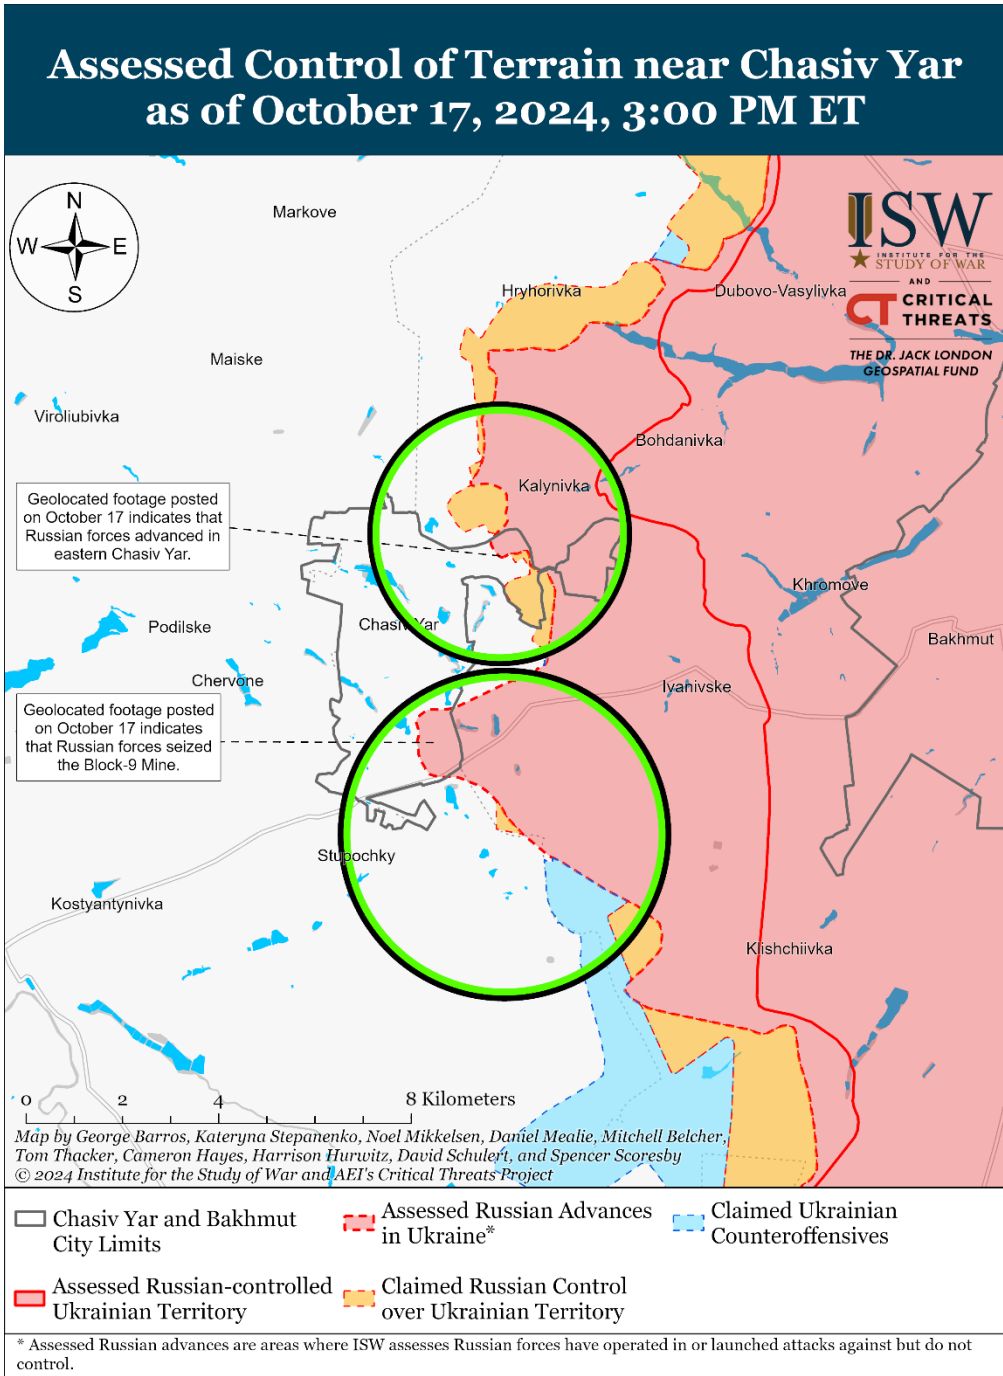 Assessed Control of Terrain near Chasiv Yar
as of October 17, 2024, 3:00 PM ET
N
W E
S
ISW
INSTITUTE FOR THE
STUDY OF WAR
AND
CT CRITICAL
THREATS
THE DR. JACK LONDON
GEOSPATIAL FUND
Markove
Hryhorivka
Dubovo-Vasylivka
Maiske
Viroliubivka
Bohdanivka
Kalynivka
Geolocated footage posted
on October 17 indicates that
Russian forces advanced in
eastern Chasiv Yar.
Khromove
Podilske
Chasiv Yar
Bakhmut
Chervone
Ivanivske
Geolocated footage posted
on October 17 indicates
that Russian forces seized
the Block-9 Mine.
Stupochky
Kostyantynivka
Klishchiivka
0 2 4 8 Kilometers
Map by George Barros, Kateryna Stepanenko, Noel Mikkelsen, Daniel Mealie, Mitchell Belcher,
Tom Thacker, Cameron Hayes, Harrison Hurwitz, David Schulert, and Spencer Scoresby
© 2024 Institute for the Study of War and AEI's Critical Threats Project
Chasiv Yar and Bakhmut
City Limits
Assessed Russian Advances
in Ukraine*
Claimed Ukrainian
Counteroffensives
Assessed Russian-controlled
Ukrainian Territory
Claimed Russian Control
over Ukrainian Territory
* Assessed Russian advances are areas where ISW assesses Russian forces have operated in or launched attacks against but do not
control.